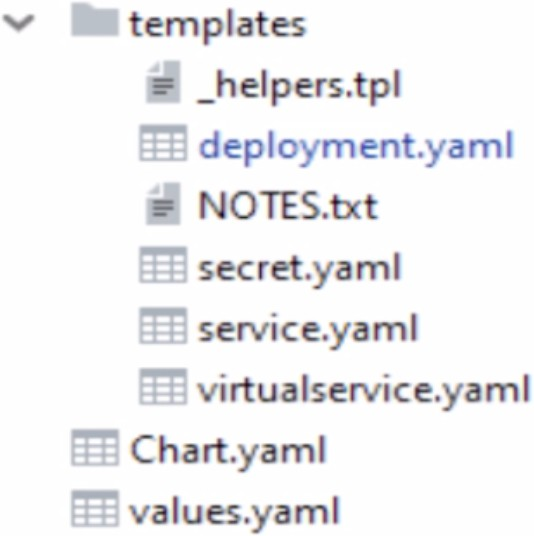 templates
_helpers.tpl
deployment.yaml
NOTES.txt
secret.yaml
service.yaml
virtualservice.yaml
Chart.yaml
values.yaml